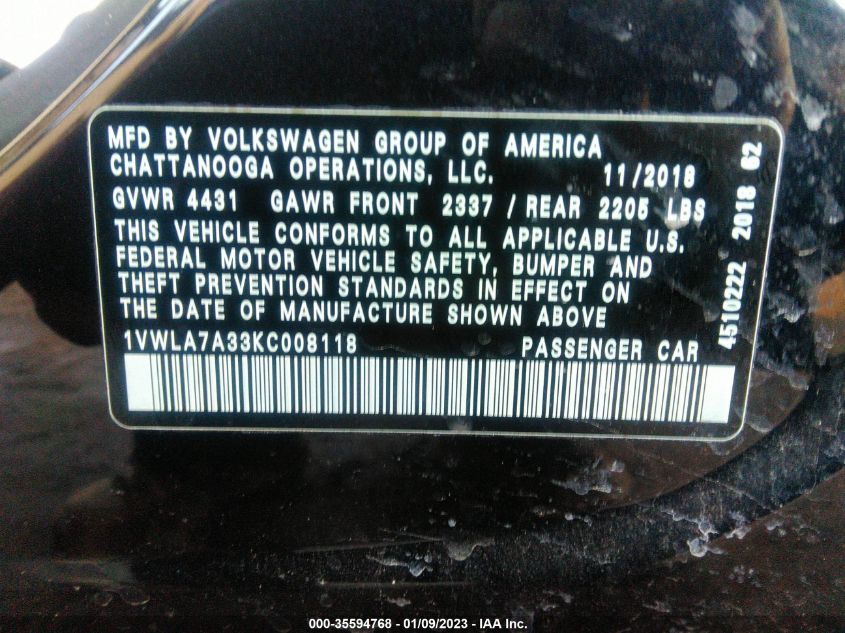 MFD BY VOLKSWAGEN GROUP OF AMERICA
CHATTANOOGA OPERATIONS, LLC. 11/2018
GVWR 4431 GAWR FRONT 2337 / REAR 2205 LBS
THIS VEHICLE CONFORMS TO ALL APPLICABLE U.S.
FEDERAL MOTOR VEHICLE SAFETY, BUMPER AND
THEFT PREVENTION STANDARDS IN EFFECT ON
THE DATE OF MANUFACTURE SHOWN ABOVE
1VWLA7A33KC008118 PASSENGER CAR
4510222 2018 62
000-35594768 - 01/09/2023 - IAA Inc.